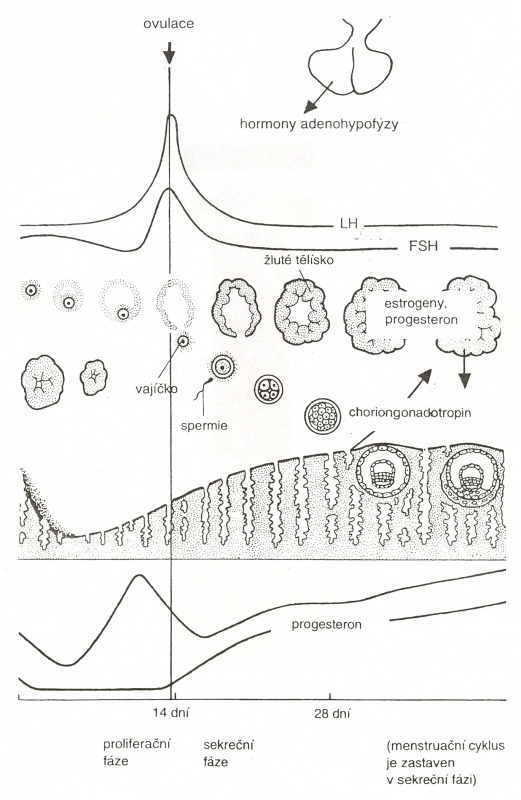 ovulace
hormony adenohypofýzy
LH
FSH
žluté tělísko
estrogeny,
progesteron
vajíčko
spermie
choriongonadotropin
progesteron
14 dní
28 dní
proliferační
fáze
sekreční
fáze
(menstruační cyklus
je zastaven
v sekreční fázi)